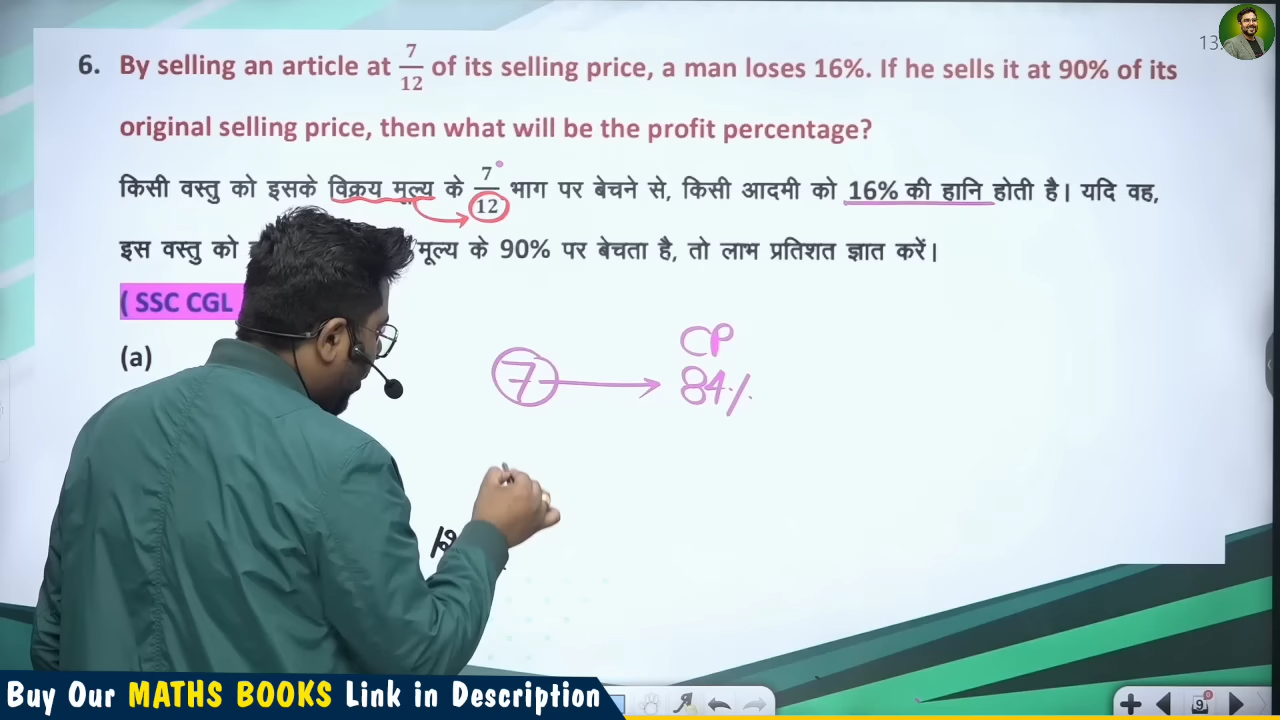 13
6. By selling an article at 7/12 of its selling price, a man loses 16%. If he sells it at 90% of its
original selling price, then what will be the profit percentage?
किसी वस्तु को इसके विक्रय मूल्य के 7/12 भाग पर बेचने से, किसी आदमी को 16% की हानि होती है। यदि वह,
इस वस्तु को मूल्य के 90% पर बेचता है, तो लाभ प्रतिशत ज्ञात करें।
( SSC CGL
(a)
CP
7 → 84%
Buy Our MATHS BOOKS Link in Description
9